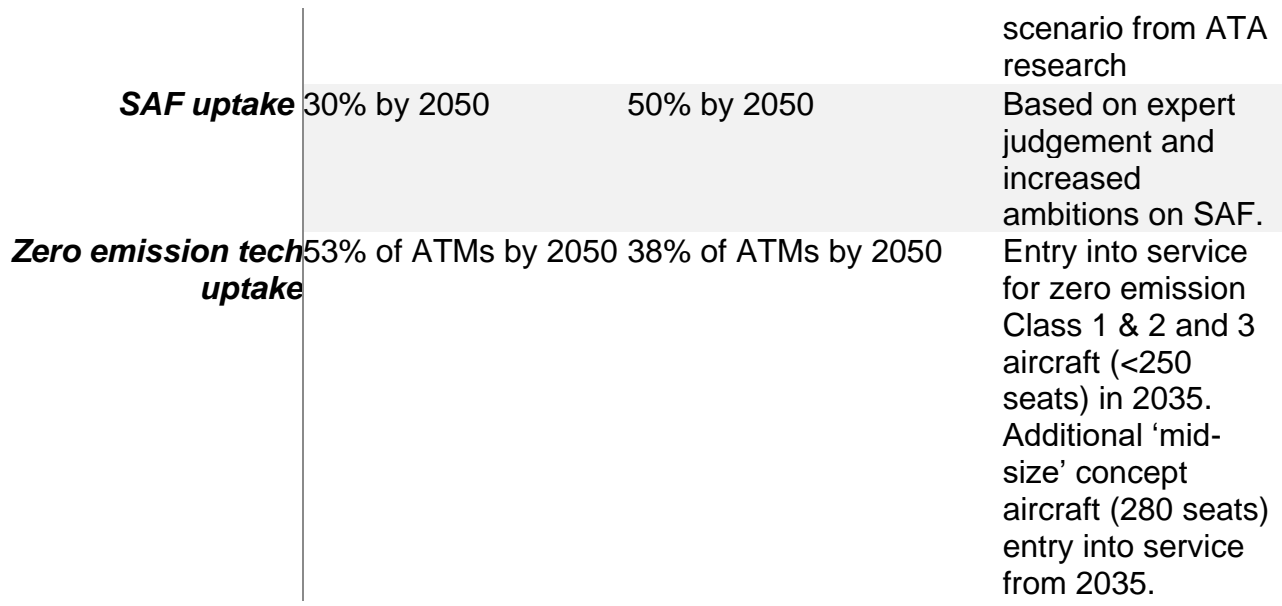 scenario from ATA
research
SAF uptake 30% by 2050 50% by 2050 Based on expert
judgement and
increased
ambitions on SAF.
Zero emission tech 53% of ATMs by 2050 38% of ATMs by 2050 Entry into service
uptake for zero emission
Class 1 & 2 and 3
aircraft (<250
seats) in 2035.
Additional ‘mid-
size’ concept
aircraft (280 seats)
entry into service
from 2035.